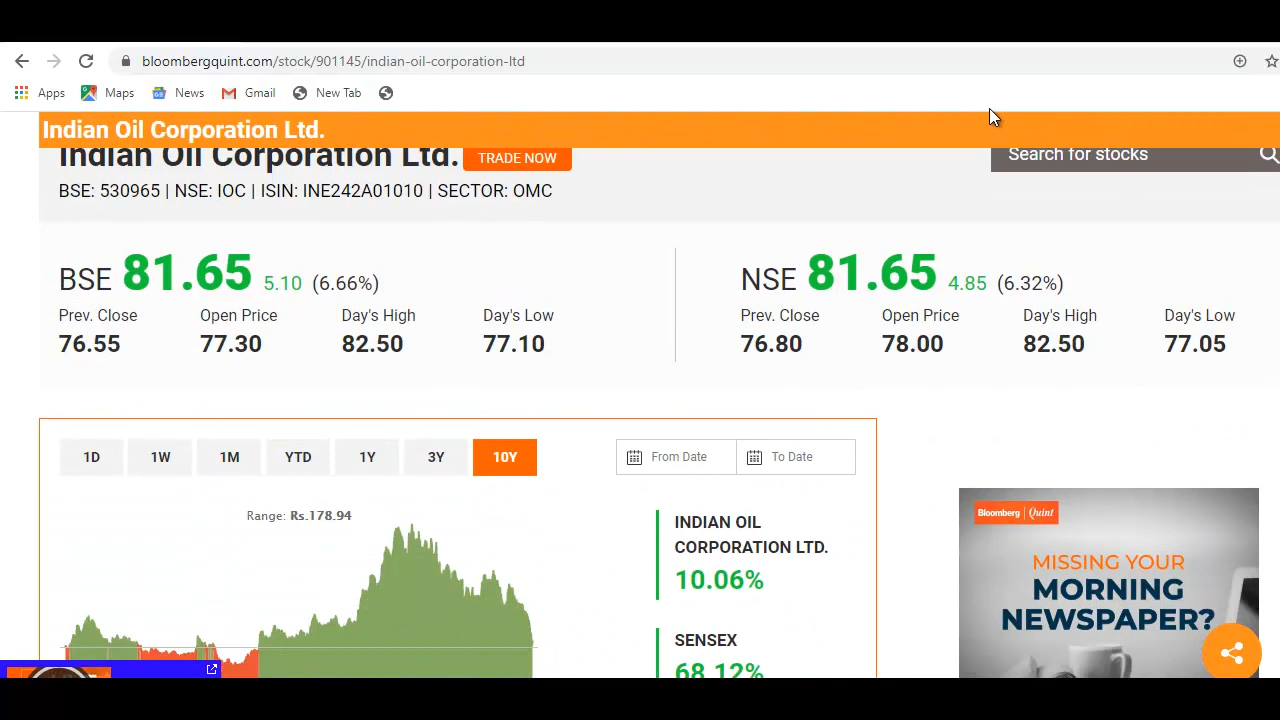 bloombergquint.com/stock/901145/indian-oil-corporation-ltd
Apps Maps News Gmail New Tab
Indian Oil Corporation Ltd.
Indian Oil Corporation Ltd. TRADE NOW
Search for stocks
BSE: 530965 | NSE: IOC | ISIN: INE242A01010 | SECTOR: OMC
BSE 81.65 5.10 (6.66%)
Prev. Close Open Price Day's High Day's Low
76.55 77.30 82.50 77.10
NSE 81.65 4.85 (6.32%)
Prev. Close Open Price Day's High Day's Low
76.80 78.00 82.50 77.05
1D 1W 1M YTD 1Y 3Y 10Y
From Date To Date
Range: Rs.178.94
INDIAN OIL
CORPORATION LTD.
10.06%
SENSEX
68.12%
Bloomberg | Quint
MISSING YOUR
MORNING
NEWSPAPER?